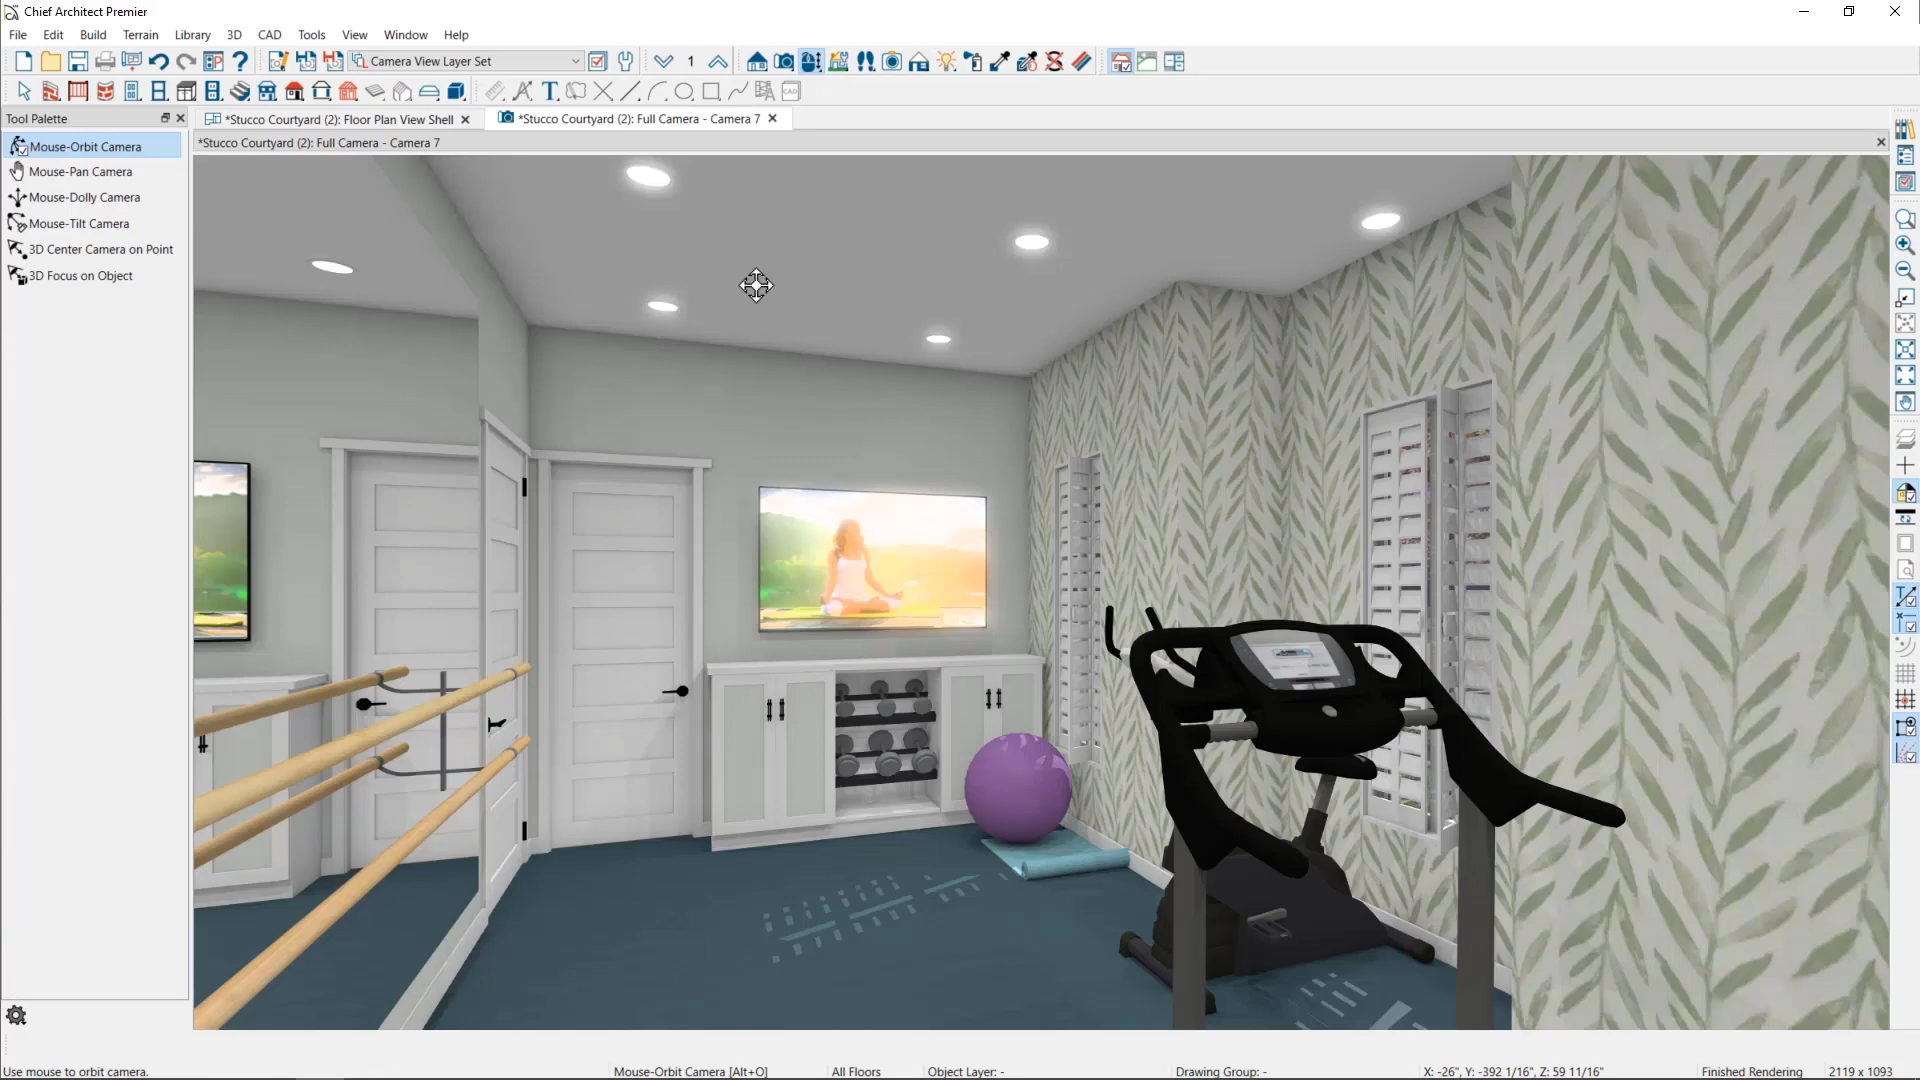 Chief Architect Premier
File Edit Build Terrain Library 3D CAD Tools View Window Help
Camera View Layer Set
1
Tool Palette
*Stucco Courtyard (2): Floor Plan View Shell
*Stucco Courtyard (2): Full Camera - Camera 7
*Stucco Courtyard (2): Full Camera - Camera 7
Mouse-Orbit Camera
Mouse-Pan Camera
Mouse-Dolly Camera
Mouse-Tilt Camera
3D Center Camera on Point
3D Focus on Object
Use mouse to orbit camera. Mouse-Orbit Camera [Alt+O] All Floors Object Layer: - Drawing Group: - X: -26", Y: -392 1/16", Z: 59 11/16" Finished Rendering 2119 x 1093